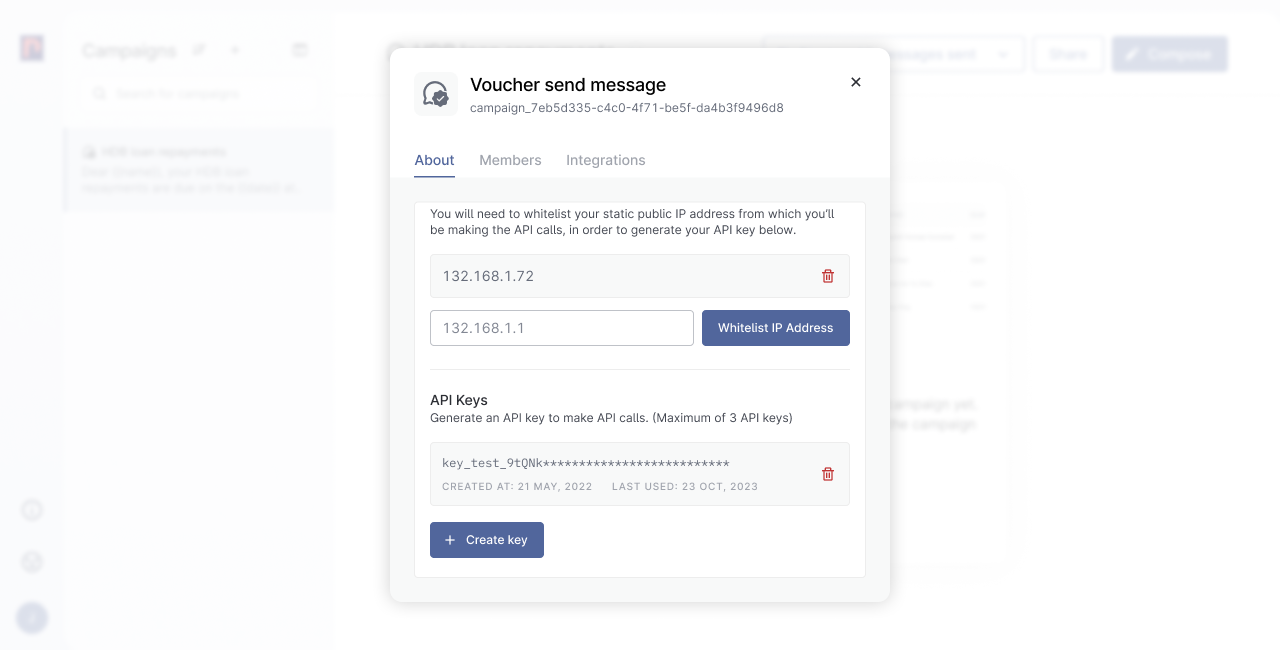 Campaigns
Search for campaigns
HDB loan repayments
Share
Compose
Voucher send message
campaign_7eb5d335-c4c0-4f71-be5f-da4b3f9496d8
About
Members
Integrations
You will need to whitelist your static public IP address from which you'll
be making the API calls, in order to generate your API key below.
132.168.1.72
132.168.1.1
Whitelist IP Address
API Keys
Generate an API key to make API calls. (Maximum of 3 API keys)
key_test_9tQNk**************************
CREATED AT: 21 MAY, 2022 LAST USED: 23 OCT, 2023
Create key